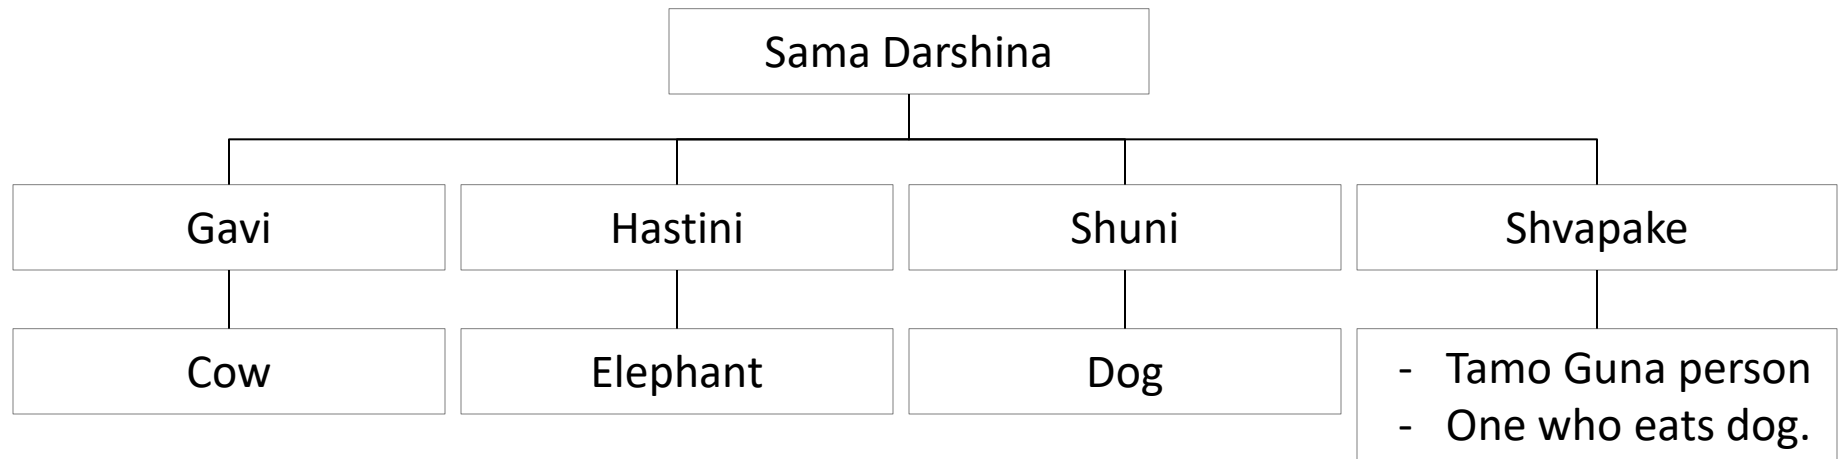 Sama Darshina
Gavi
Hastini
Shuni
Shvapake
Cow
Elephant
Dog
- Tamo Guna person
- One who eats dog.